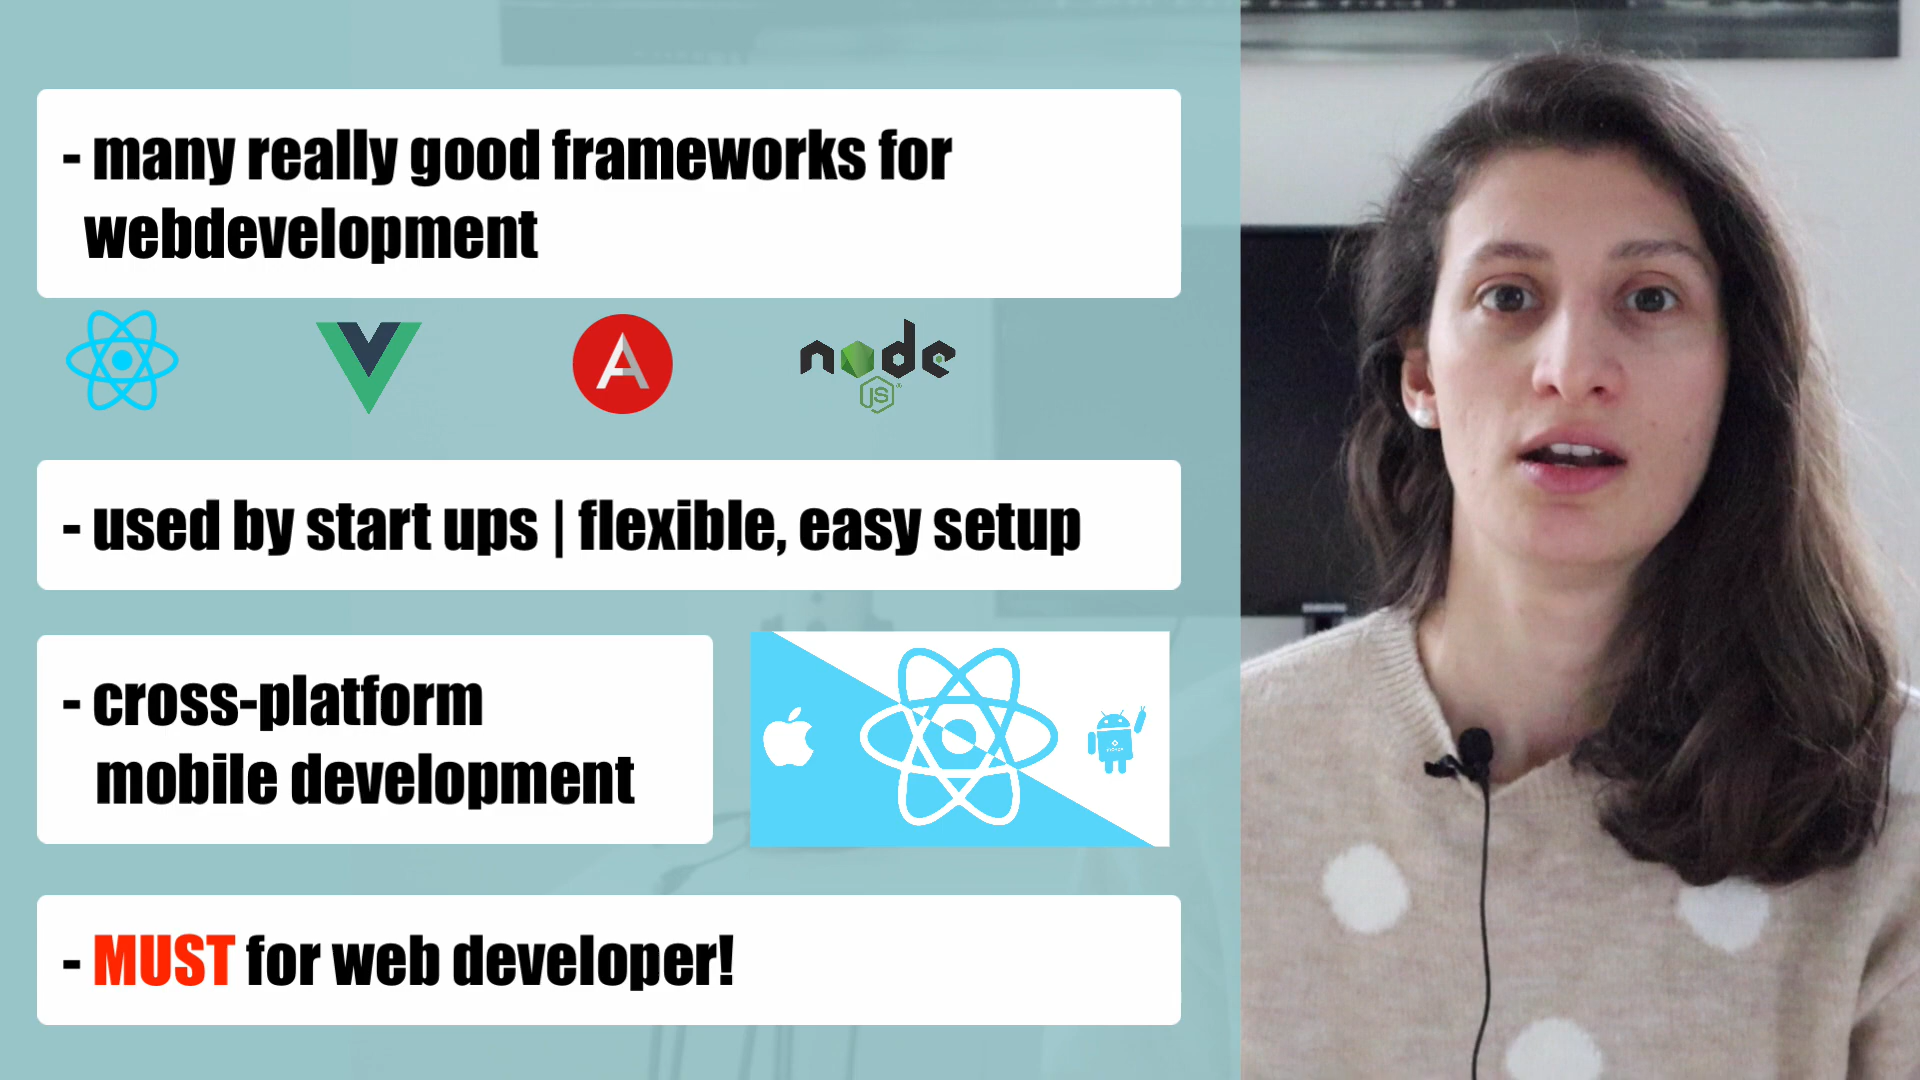 - many really good frameworks for
webdevelopment
node
JS
- used by start ups | flexible, easy setup
- cross-platform
mobile development
- MUST for web developer!